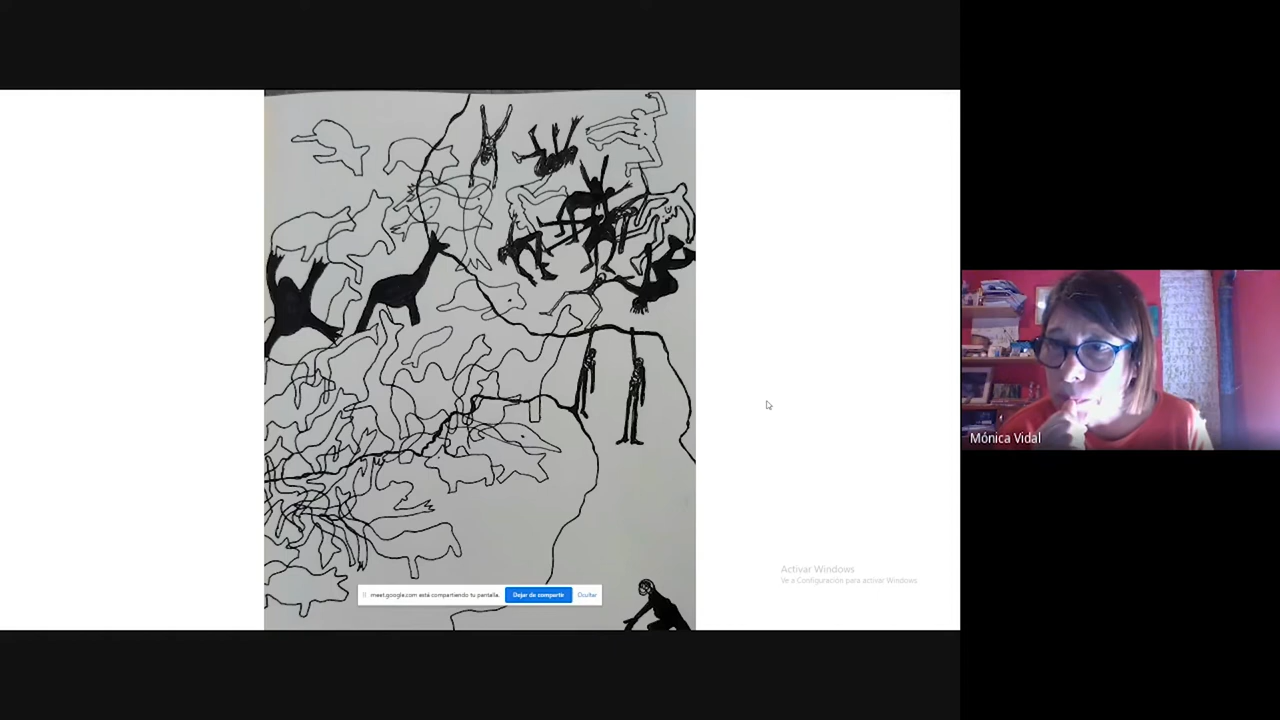 Mónica Vidal
Activar Windows
Ve a Configuración para activar Windows.
meet.google.com está compartiendo tu pantalla.
Dejar de compartir
Ocultar